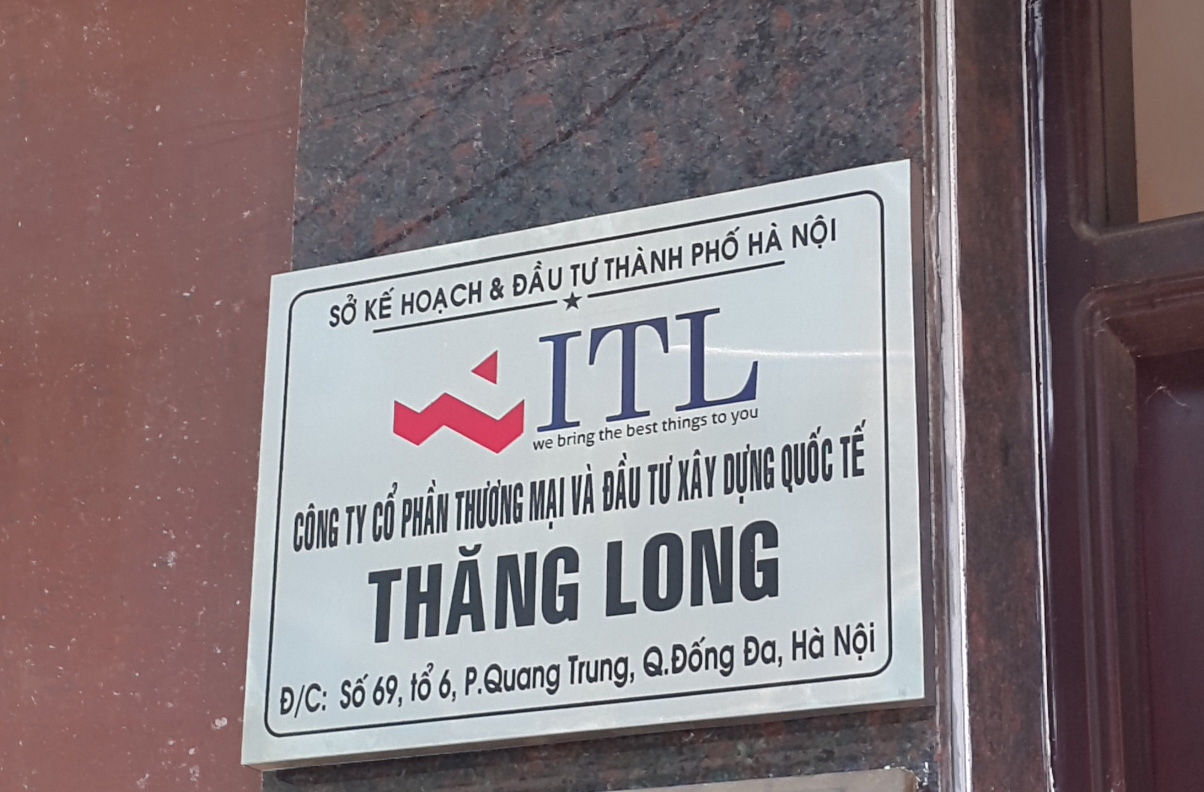 SỞ KẾ HOẠCH & ĐẦU TƯ THÀNH PHỐ HÀ NỘI
ITL
we bring the best things to you
CÔNG TY CỔ PHẦN THƯƠNG MẠI VÀ ĐẦU TƯ XÂY DỰNG QUỐC TẾ
THĂNG LONG
Đ/C: Số 69, tổ 6, P.Quang Trung, Q.Đống Đa, Hà Nội